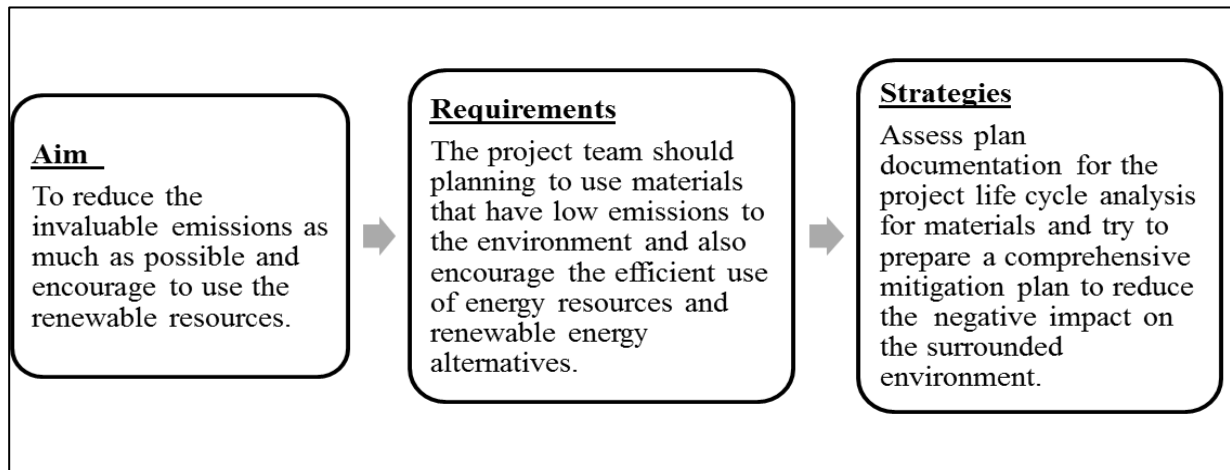 Aim
To reduce the
invaluable emissions as
much as possible and
encourage to use the
renewable resources.
Requirements
The project team should
planning to use materials
that have low emissions to
the environment and also
encourage the efficient use
of energy resources and
renewable energy
alternatives.
Strategies
Assess plan
documentation for the
project life cycle analysis
for materials and try to
prepare a comprehensive
mitigation plan to reduce
the negative impact on
the surrounded
environment.